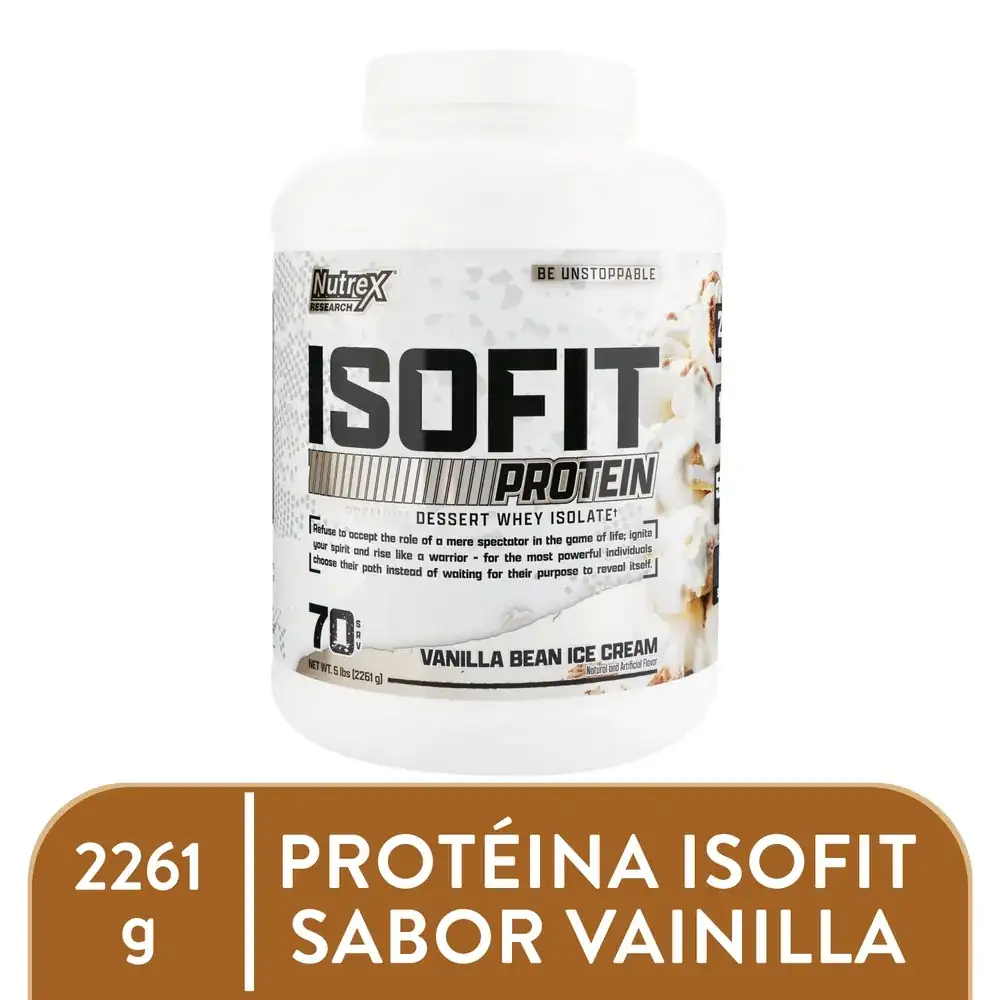 Nutrex
RESEARCH
BE UNSTOPPABLE
ISOFIT
PROTEIN
PREMIUM DESSERT WHEY ISOLATE†
Refuse to accept the role of a mere spectator in the game of life; ignite
your spirit and rise like a warrior - for the most powerful individuals
choose their path instead of waiting for their purpose to reveal itself.
70
SRV
VANILLA BEAN ICE CREAM
Natural and Artificial Flavor
NET WT. 5 lbs (2261 g)
2261
g
PROTÉINA ISOFIT
SABOR VAINILLA